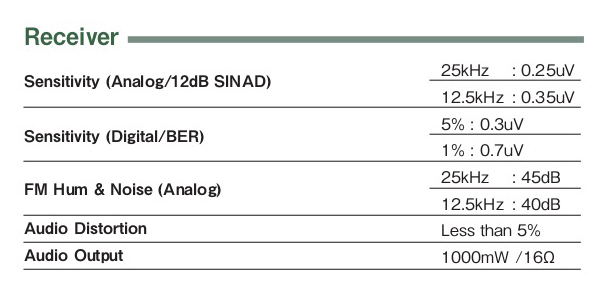 Receiver
Sensitivity (Analog/12dB SINAD)
25kHz : 0.25uV
12.5kHz : 0.35uV
Sensitivity (Digital/BER)
5% : 0.3uV
1% : 0.7uV
FM Hum & Noise (Analog)
25kHz : 45dB
12.5kHz : 40dB
Audio Distortion Less than 5%
Audio Output 1000mW /16Ω